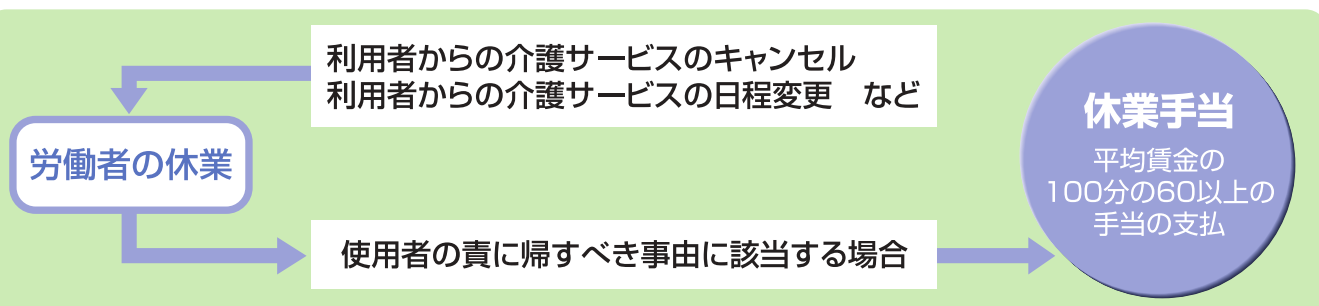 利用者からの介護サービスのキャンセル
利用者からの介護サービスの日程変更　など
労働者の休業
使用者の責に帰すべき事由に該当する場合
休業手当
平均賃金の
100分の60以上の
手当の支払